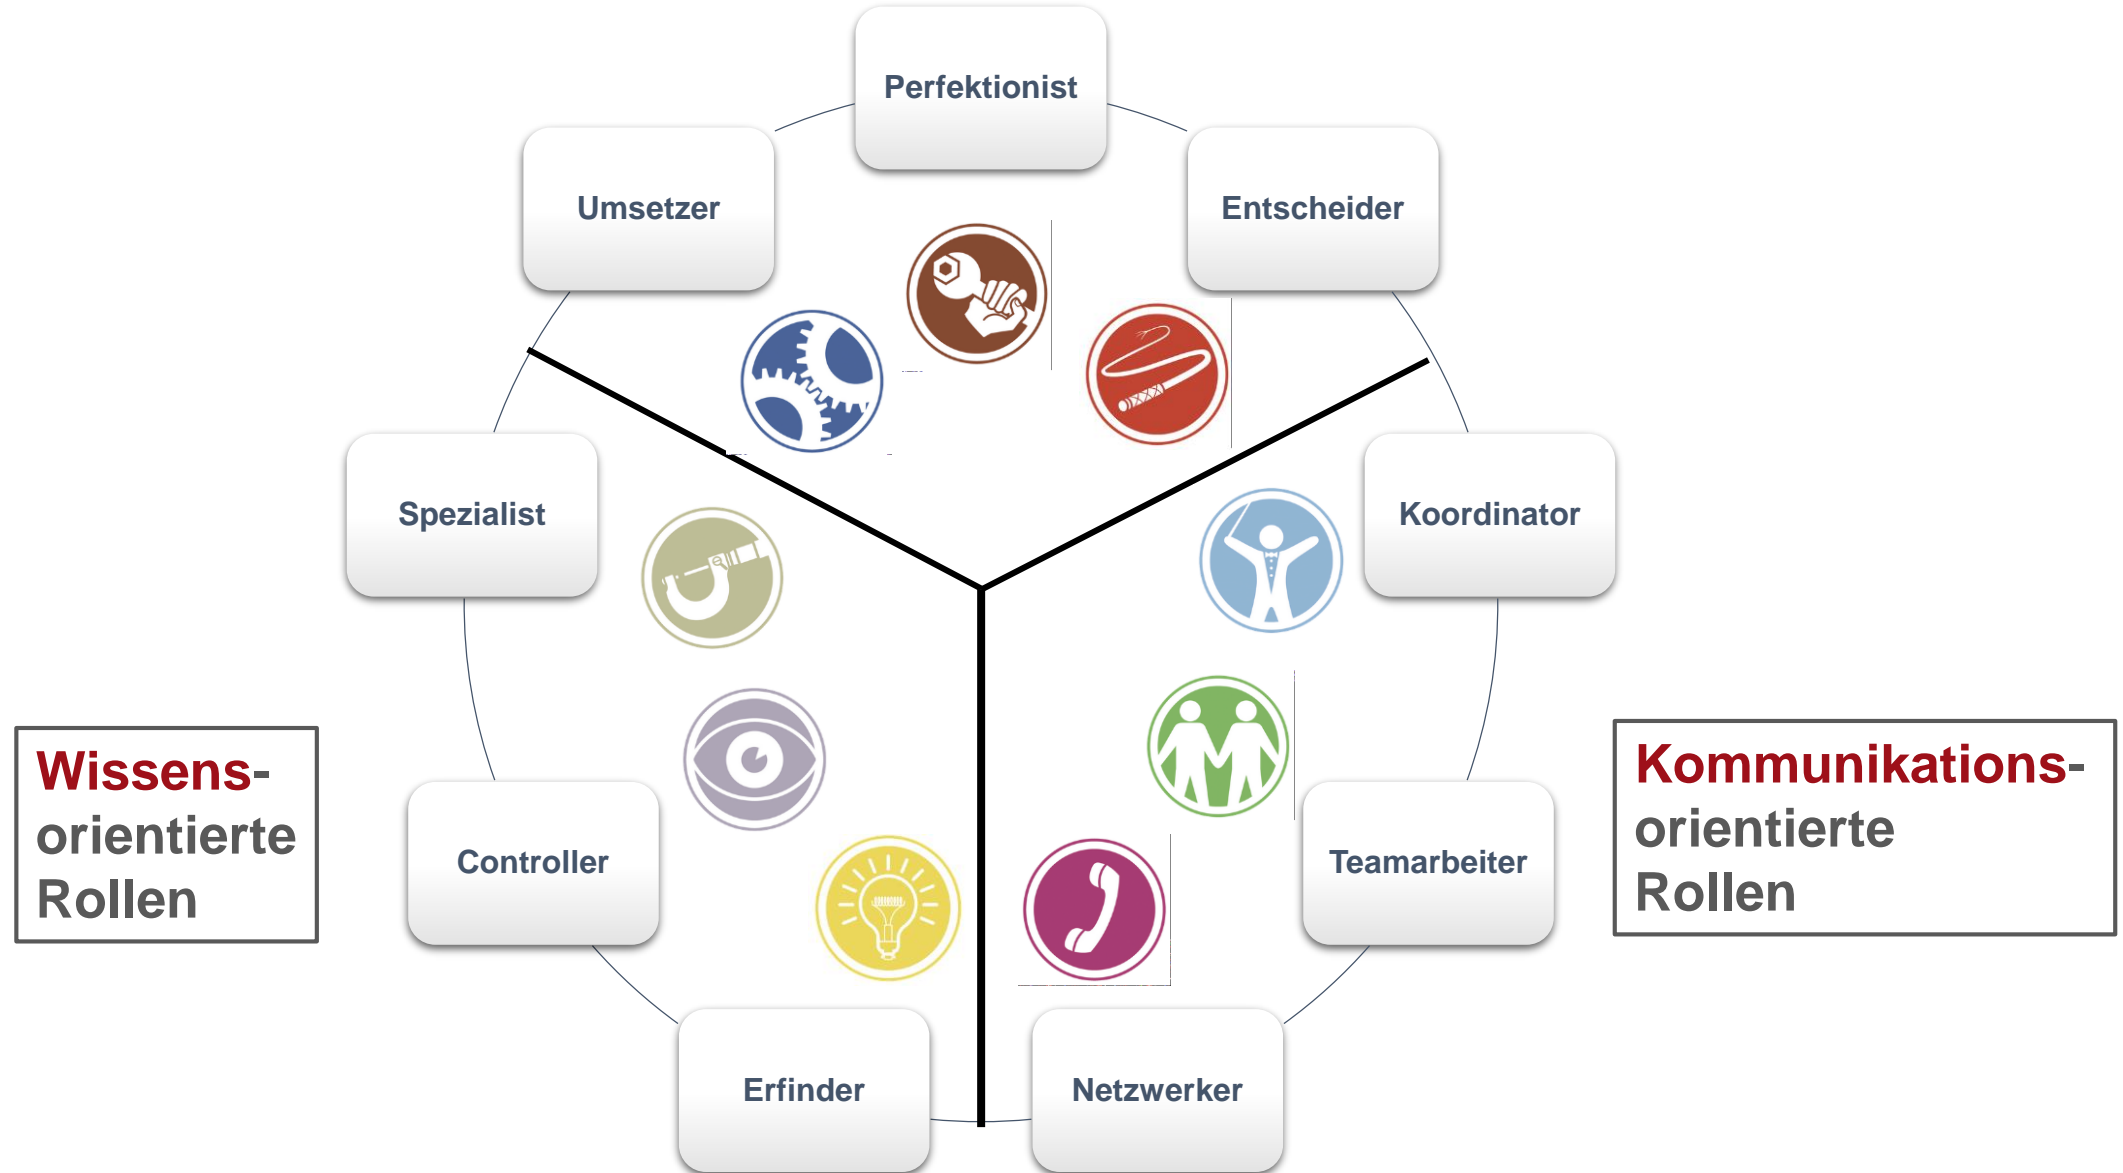 Perfektionist
Umsetzer
Entscheider
Spezialist
Koordinator
Wissens-
orientierte
Rollen
Kommunikations-
orientierte
Rollen
Controller
Teamarbeiter
Erfinder
Netzwerker